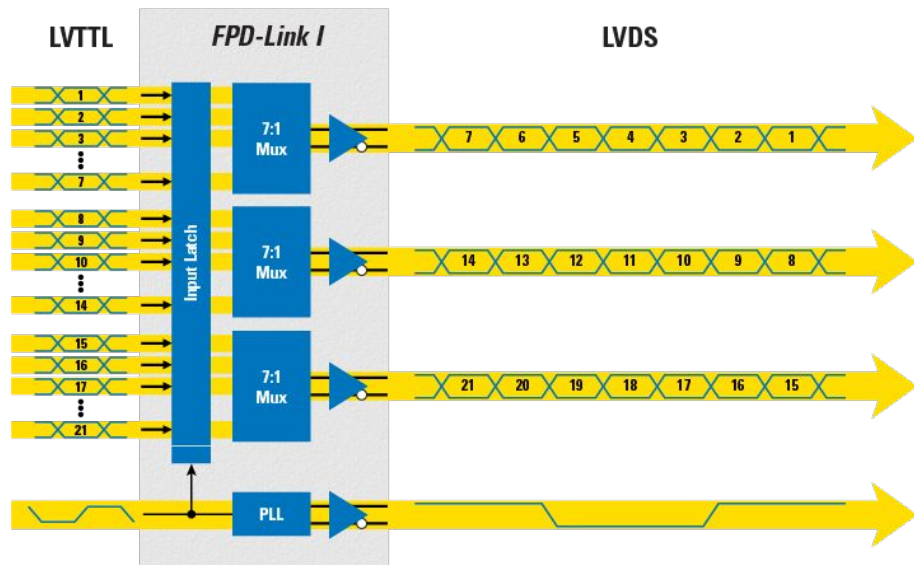 LVTTL FPD-Link I LVDS
1
2
3
7
8
9
10
14
15
16
17
21
Input Latch
7:1
Mux
7:1
Mux
7:1
Mux
PLL
7 6 5 4 3 2 1
14 13 12 11 10 9 8
21 20 19 18 17 16 15